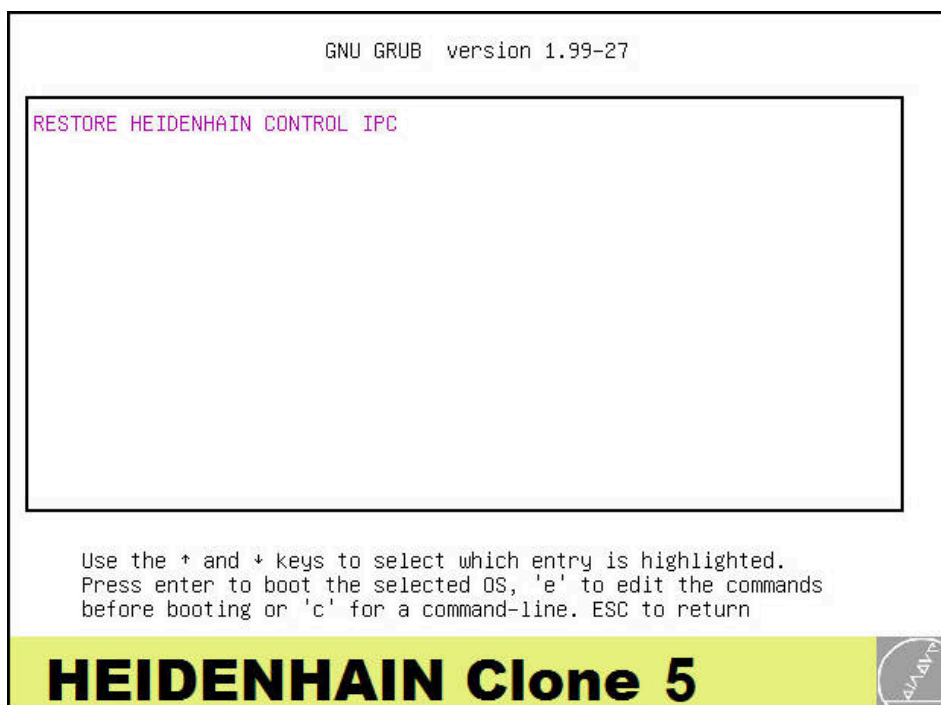 GNU GRUB version 1.99-27
RESTORE HEIDENHAIN CONTROL IPC
Use the ↑ and ↓ keys to select which entry is highlighted.
Press enter to boot the selected OS, 'e' to edit the commands
before booting or 'c' for a command-line. ESC to return
HEIDENHAIN Clone 5